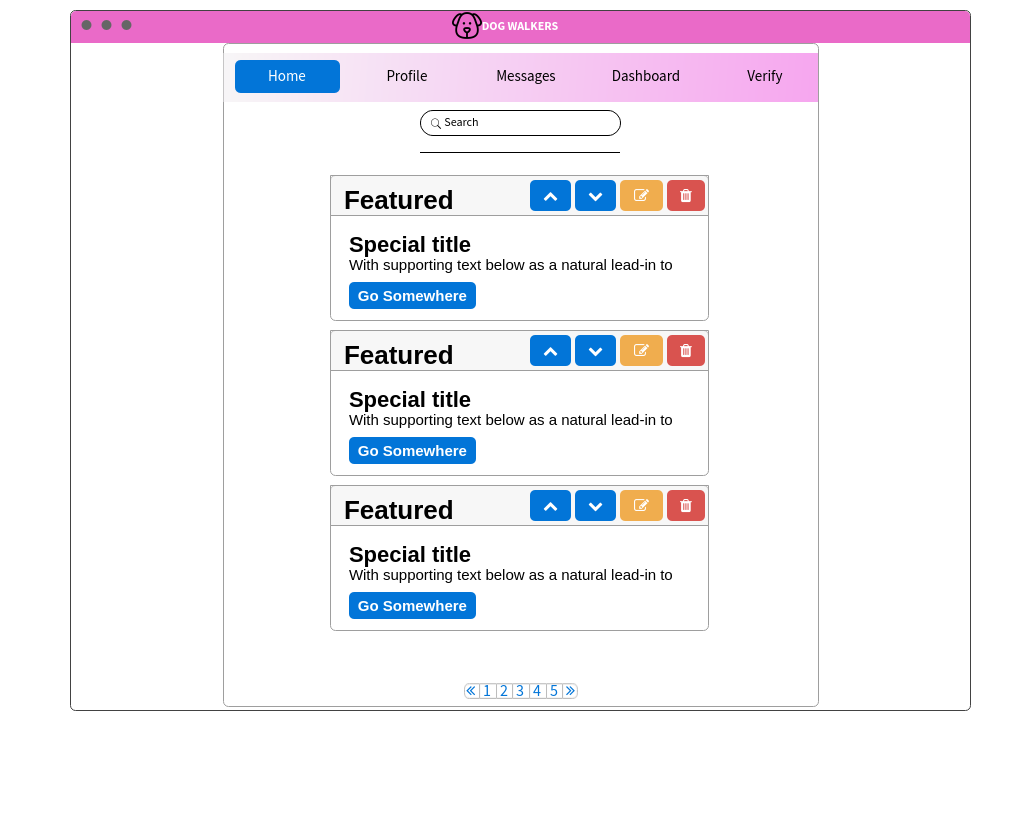 DOG WALKERS
Home Profile Messages Dashboard Verify
Search
Featured
Special title
With supporting text below as a natural lead-in to
Go Somewhere
Featured
Special title
With supporting text below as a natural lead-in to
Go Somewhere
Featured
Special title
With supporting text below as a natural lead-in to
Go Somewhere
« 1 2 3 4 5 »